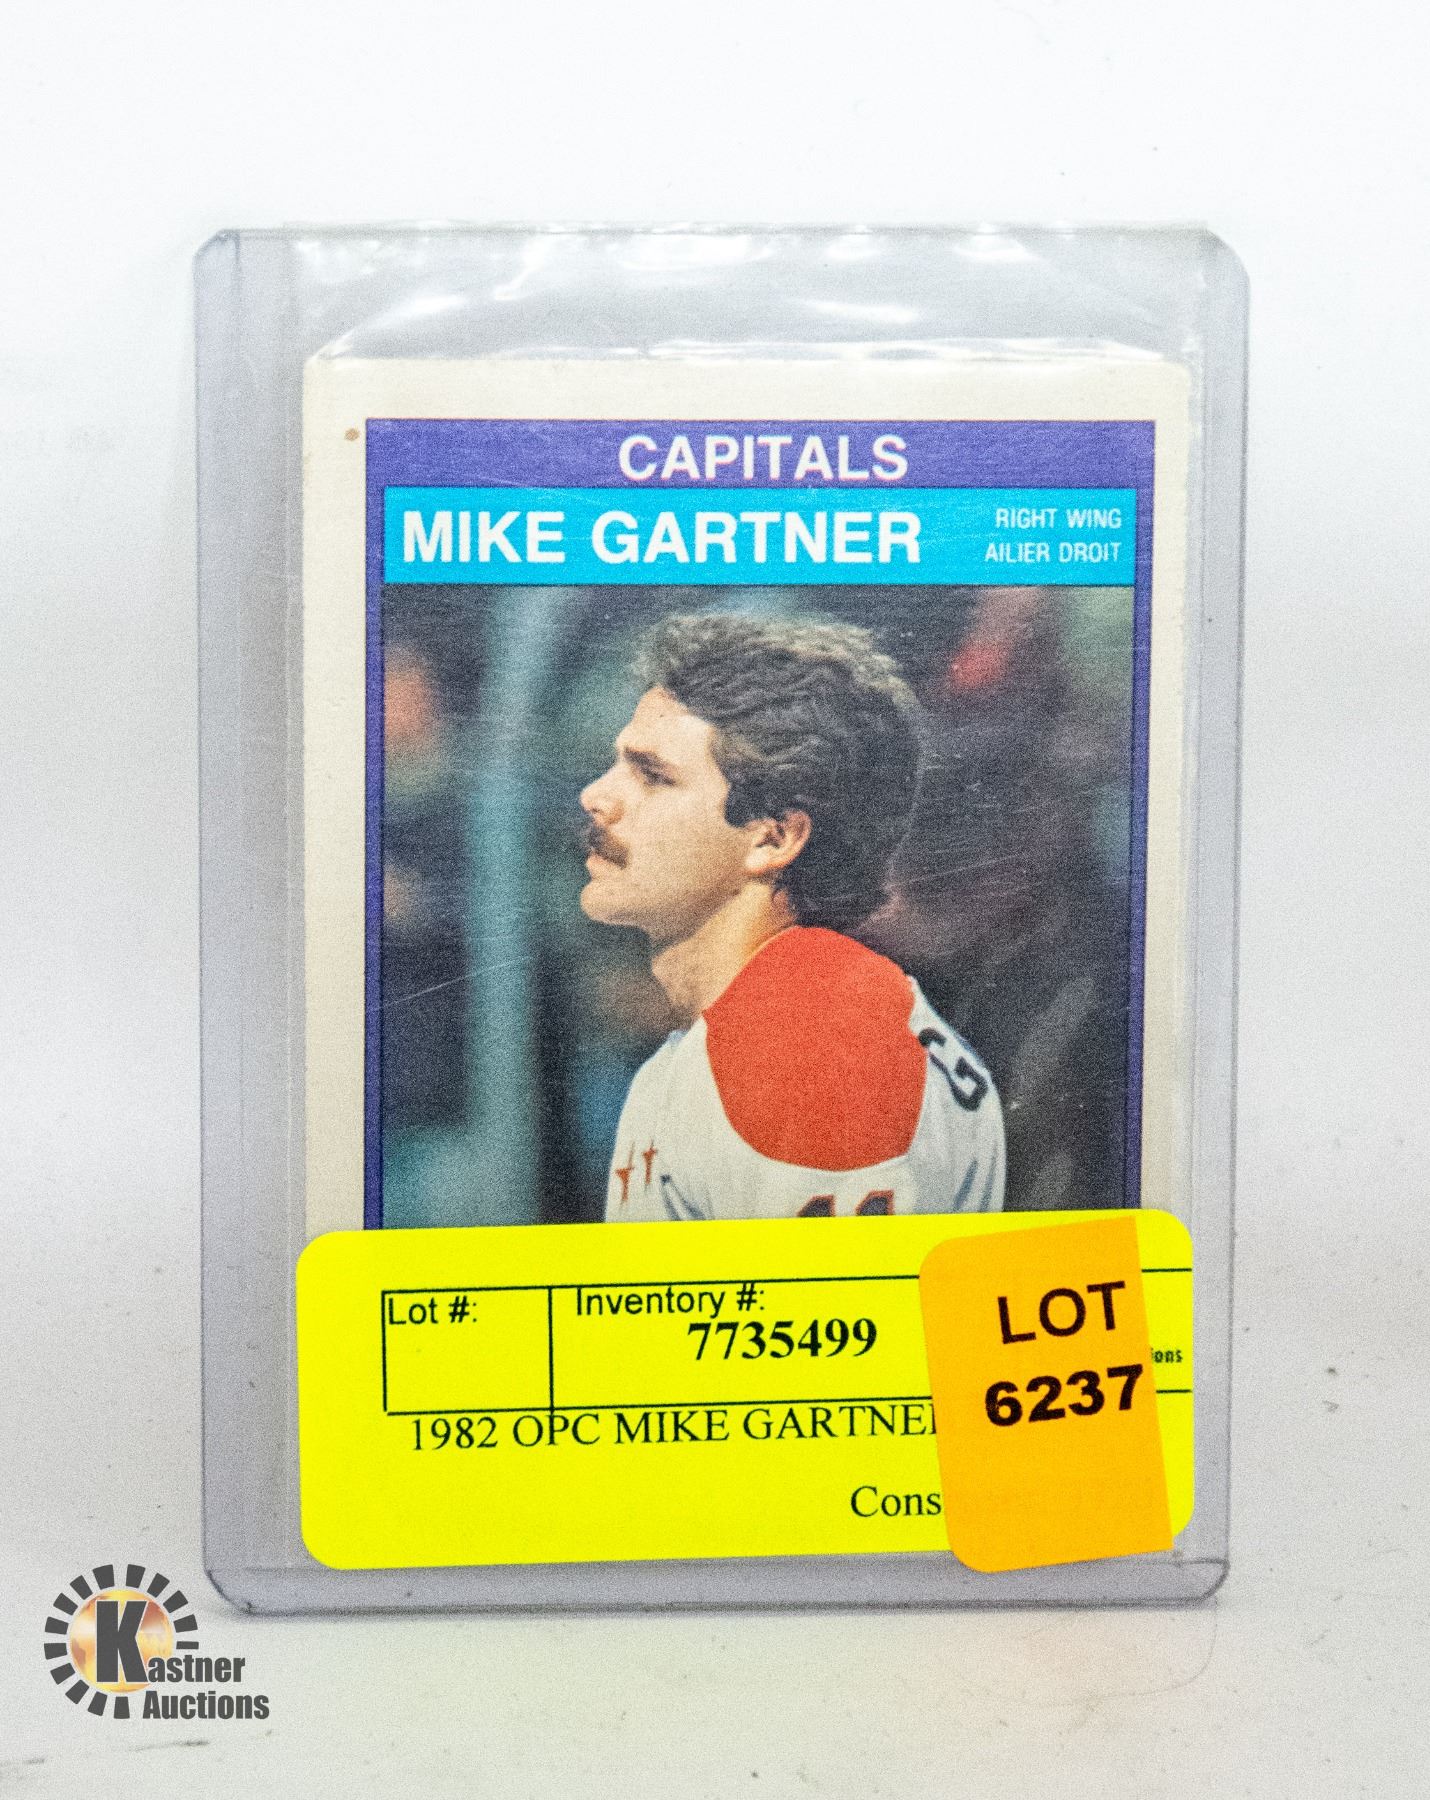 CAPITALS
MIKE GARTNER
RIGHT WING
AILIER DROIT
11
Lot #:
Inventory #:
7735499
LOT
6237
1982 OPC MIKE GARTNE
Cons
Kastner
Auctions